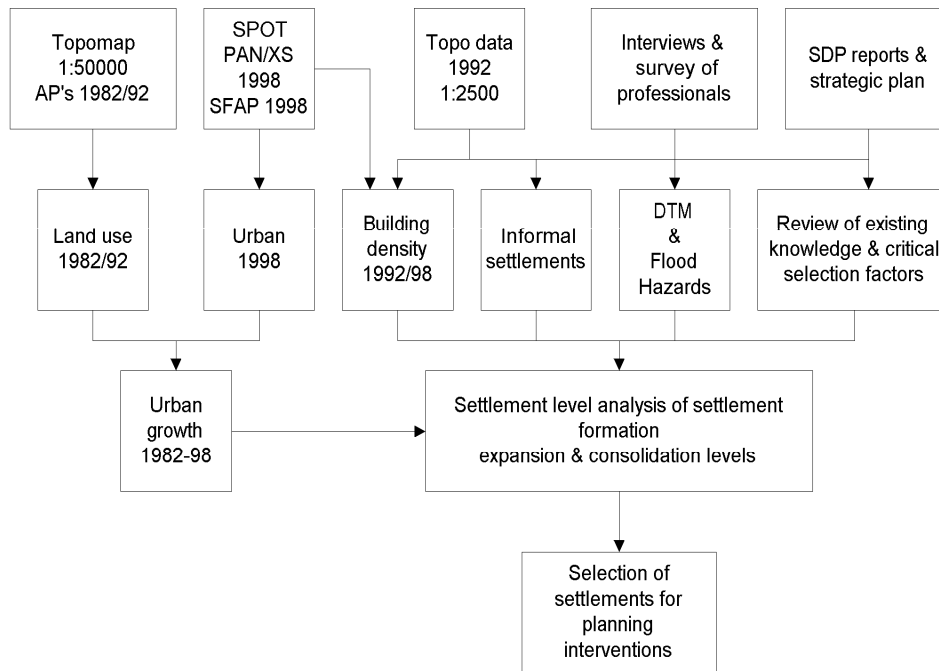 Topomap
1:50000
AP's 1982/92
SPOT
PAN/XS
1998
SFAP 1998
Topo data
1992
1:2500
Interviews &
survey of
professionals
SDP reports &
strategic plan
Land use
1982/92
Urban
1998
Building
density
1992/98
Informal
settlements
DTM
&
Flood
Hazards
Review of existing
knowledge & critical
selection factors
Urban
growth
1982-98
Settlement level analysis of settlement
formation
expansion & consolidation levels
Selection of
settlements for
planning
interventions